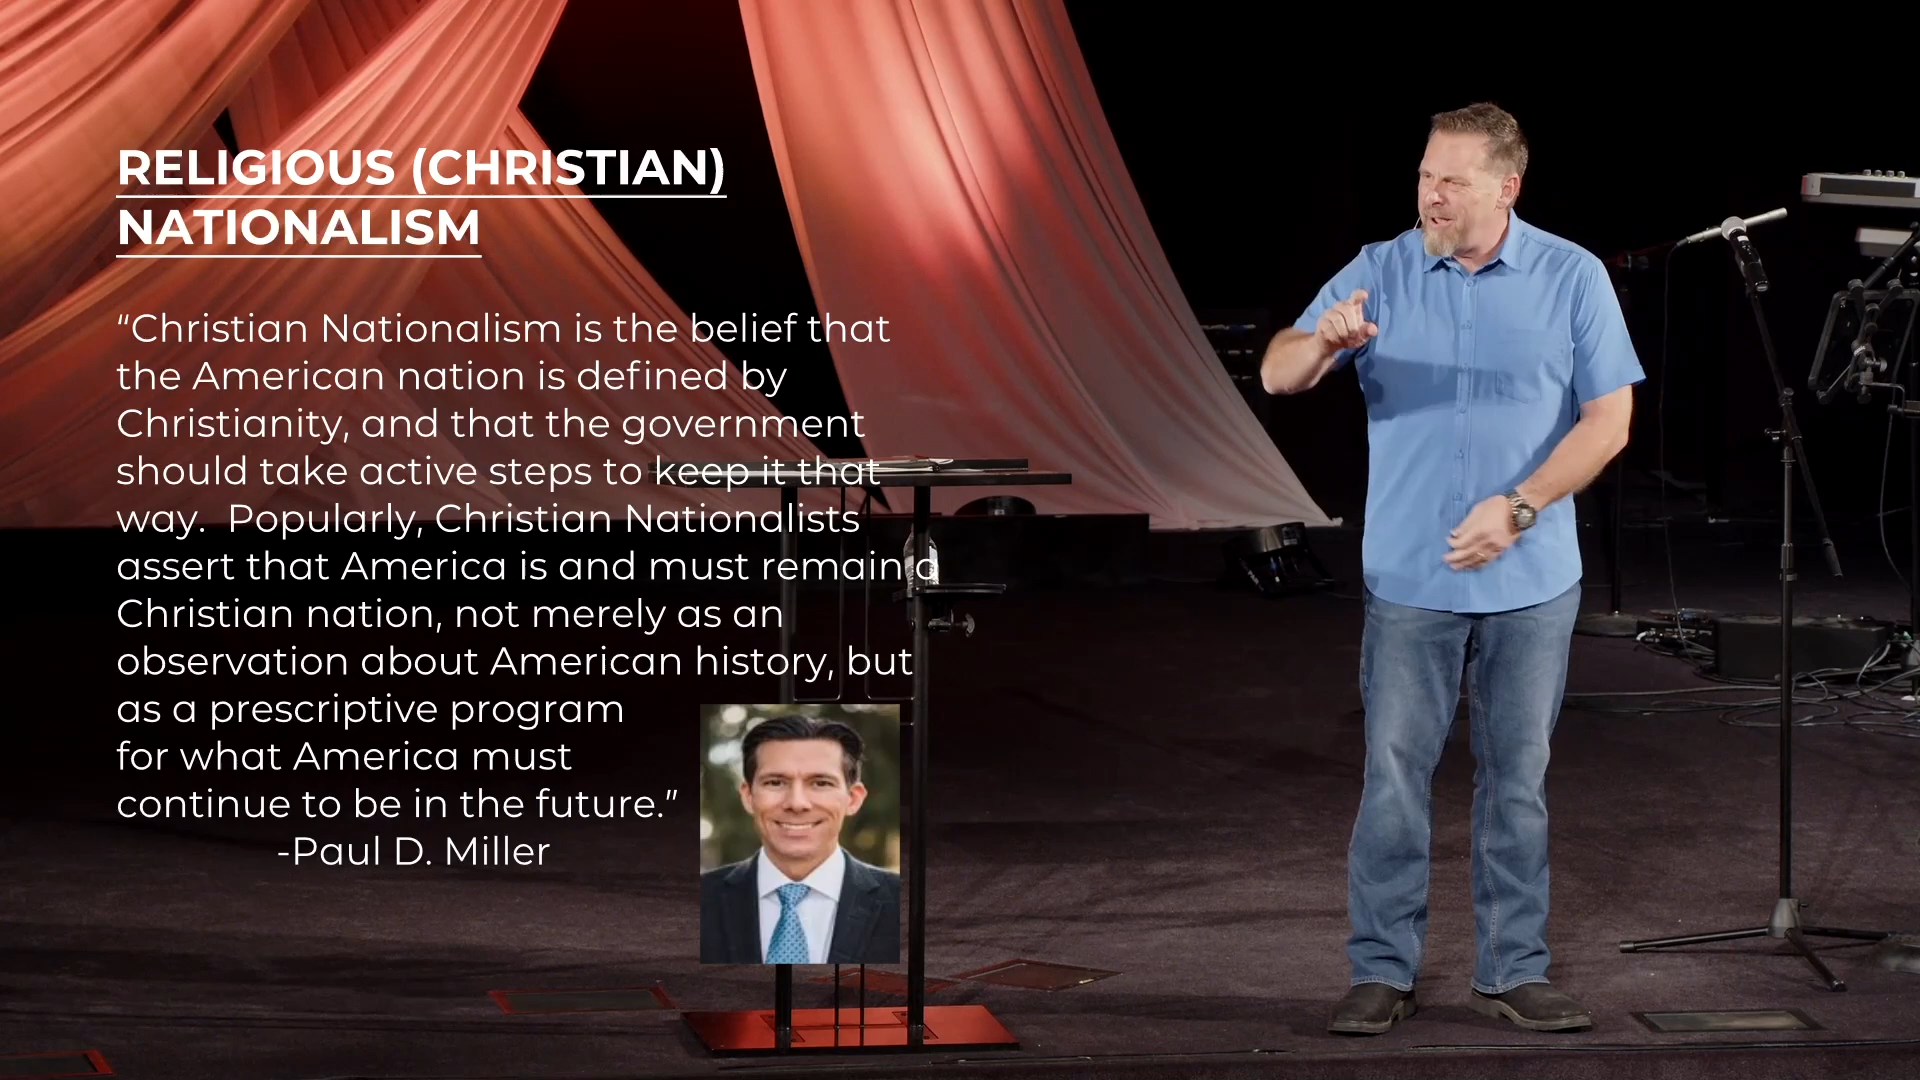 RELIGIOUS (CHRISTIAN)
NATIONALISM
“Christian Nationalism is the belief that
the American nation is defined by
Christianity, and that the government
should take active steps to keep it that
way.  Popularly, Christian Nationalists
assert that America is and must remain a
Christian nation, not merely as an
observation about American history, but
as a prescriptive program
for what America must
continue to be in the future.”
-Paul D. Miller